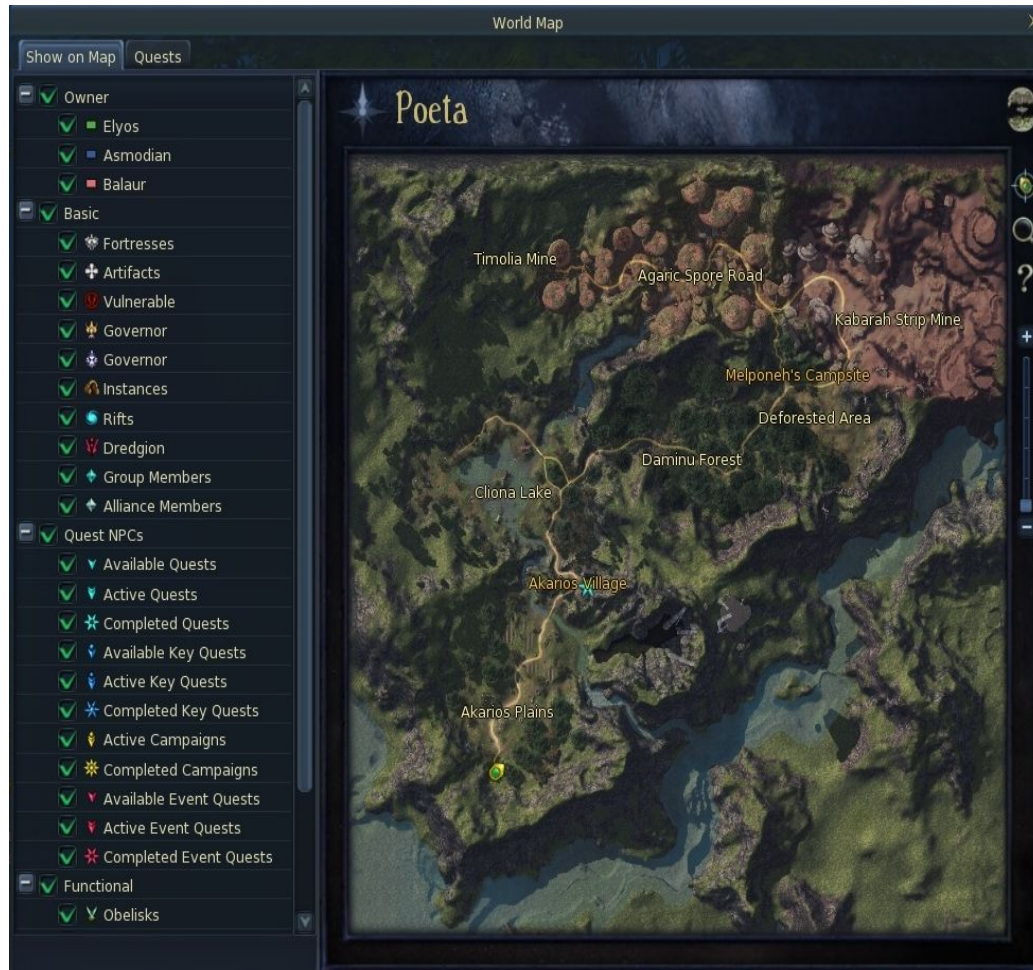 World Map
Show on Map
Quests
Owner
Elyos
Asmodian
Balaur
Basic
Fortresses
Artifacts
Vulnerable
Governor
Governor
Instances
Rifts
Dredgion
Group Members
Alliance Members
Quest NPCs
Available Quests
Active Quests
Completed Quests
Available Key Quests
Active Key Quests
Completed Key Quests
Active Campaigns
Completed Campaigns
Available Event Quests
Active Event Quests
Completed Event Quests
Functional
Obelisks
Poeta
Timolia Mine
Agaric Spore Road
Kabarah Strip Mine
Melponeh's Campsite
Deforested Area
Daminu Forest
Cliona Lake
Akarios Village
Akarios Plains